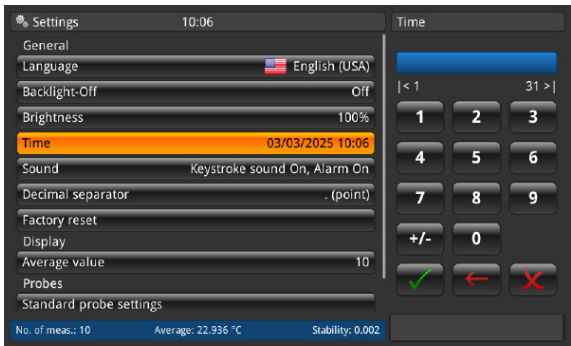 Settings 10:06 Time
General
Language English (USA)
Backlight-Off Off
Brightness 100%
Time 03/03/2025 10:06
Sound Keystroke sound On, Alarm On
Decimal separator . (point)
Factory reset
Display
Average value 10
Probes
Standard probe settings
No. of meas.: 10 Average: 22.936 °C Stability: 0.002
|< 1 31 >|
1 2 3
4 5 6
7 8 9
+/- 0